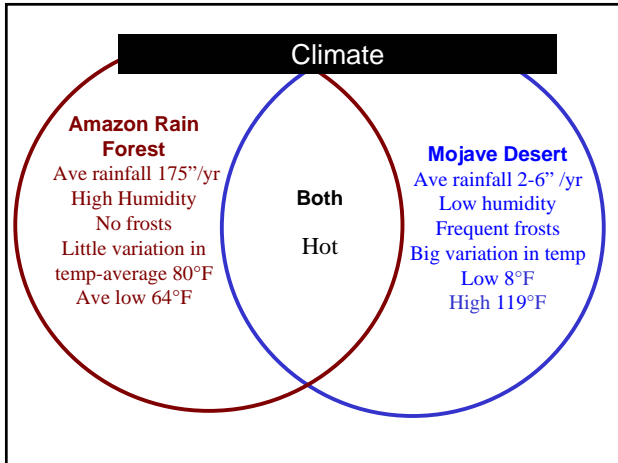 Climate
Amazon Rain
Forest
Ave rainfall 175”/yr
High Humidity
No frosts
Little variation in
temp-average 80°F
Ave low 64°F
Both
Hot
Mojave Desert
Ave rainfall 2-6” /yr
Low humidity
Frequent frosts
Big variation in temp
Low 8°F
High 119°F